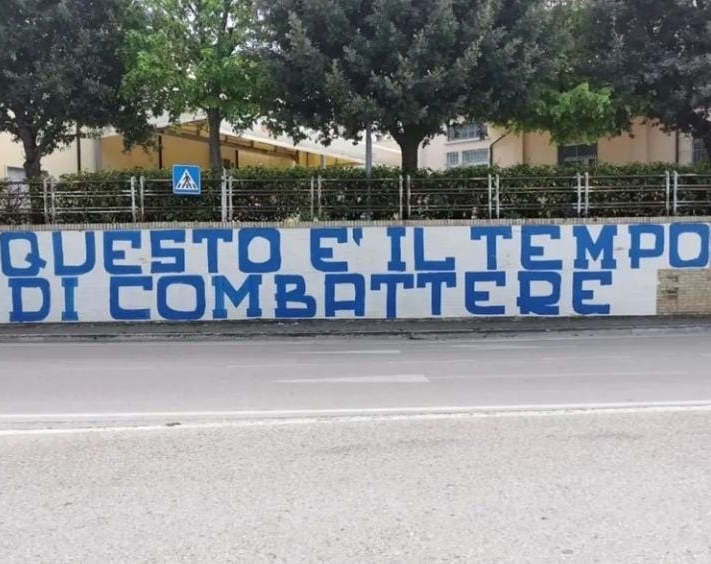 QUESTO E' IL TEMPO
DI COMBATTERE